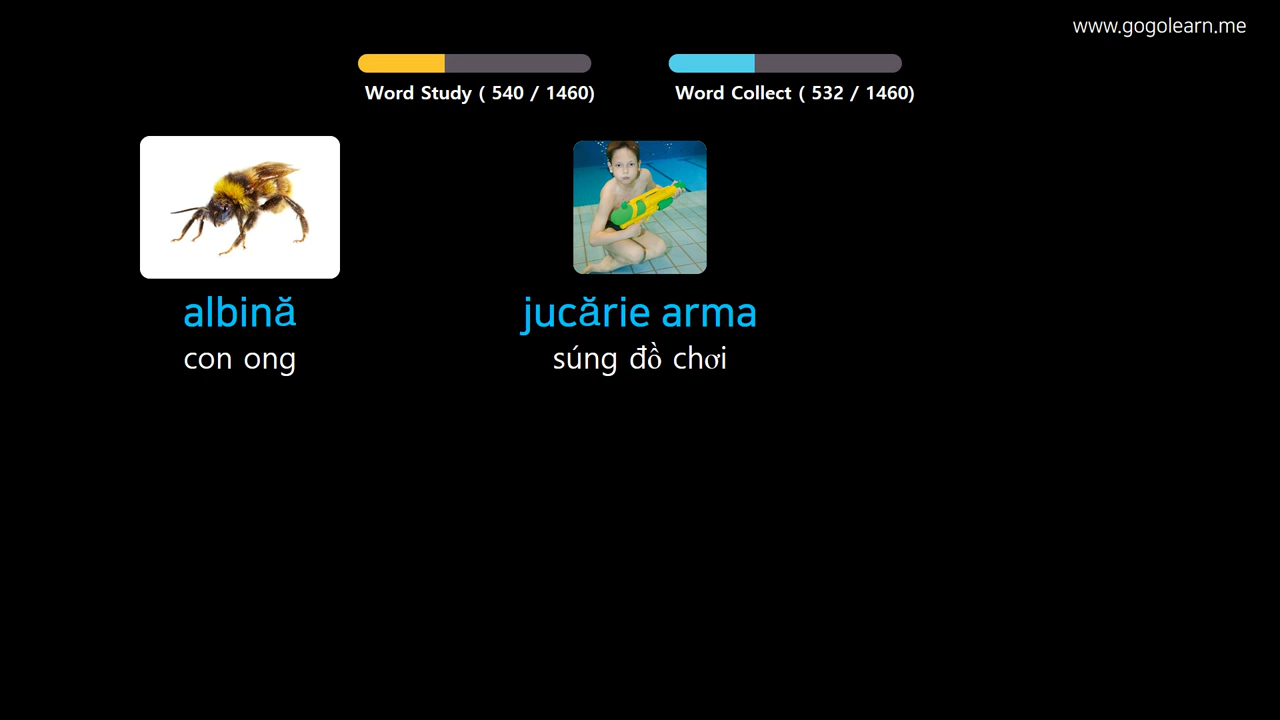 www.gogolearn.me
Word Study ( 540 / 1460)
Word Collect ( 532 / 1460)
albină
jucărie arma
con ong
súng đồ chơi